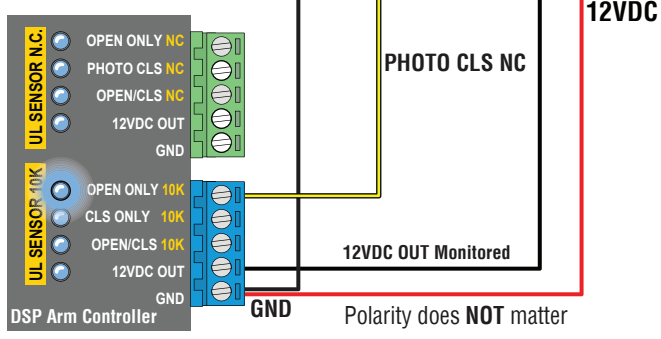 12VDC
UL SENSOR N.C.
OPEN ONLY NC
PHOTO CLS NC
OPEN/CLS NC
12VDC OUT
GND
PHOTO CLS NC
UL SENSOR 10K
OPEN ONLY 10K
CLS ONLY 10K
OPEN/CLS 10K
12VDC OUT
GND
12VDC OUT Monitored
GND
DSP Arm Controller
Polarity does NOT matter